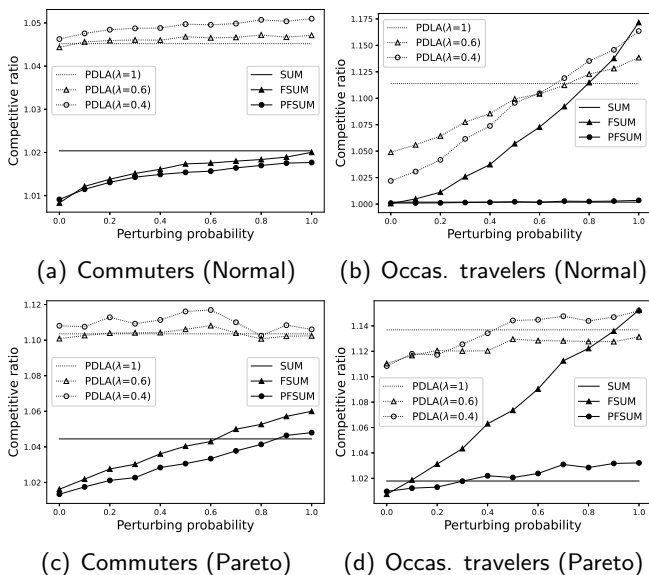 1.05
1.04
1.03
1.02
1.01
Competitive ratio
PDLA(λ=1)
PDLA(λ=0.6)
PDLA(λ=0.4)
SUM
FSUM
PFSUM
0.0 0.2 0.4 0.6 0.8 1.0
Perturbing probability
(a) Commuters (Normal)
1.175
1.150
1.125
1.100
1.075
1.050
1.025
1.000
Competitive ratio
PDLA(λ=1)
PDLA(λ=0.6)
PDLA(λ=0.4)
SUM
FSUM
PFSUM
0.0 0.2 0.4 0.6 0.8 1.0
Perturbing probability
(b) Occas. travelers (Normal)
1.12
1.10
1.08
1.06
1.04
1.02
Competitive ratio
PDLA(λ=1)
PDLA(λ=0.6)
PDLA(λ=0.4)
SUM
FSUM
PFSUM
0.0 0.2 0.4 0.6 0.8 1.0
Perturbing probability
(c) Commuters (Pareto)
1.14
1.12
1.10
1.08
1.06
1.04
1.02
Competitive ratio
PDLA(λ=1)
PDLA(λ=0.6)
PDLA(λ=0.4)
SUM
FSUM
PFSUM
0.0 0.2 0.4 0.6 0.8 1.0
Perturbing probability
(d) Occas. travelers (Pareto)